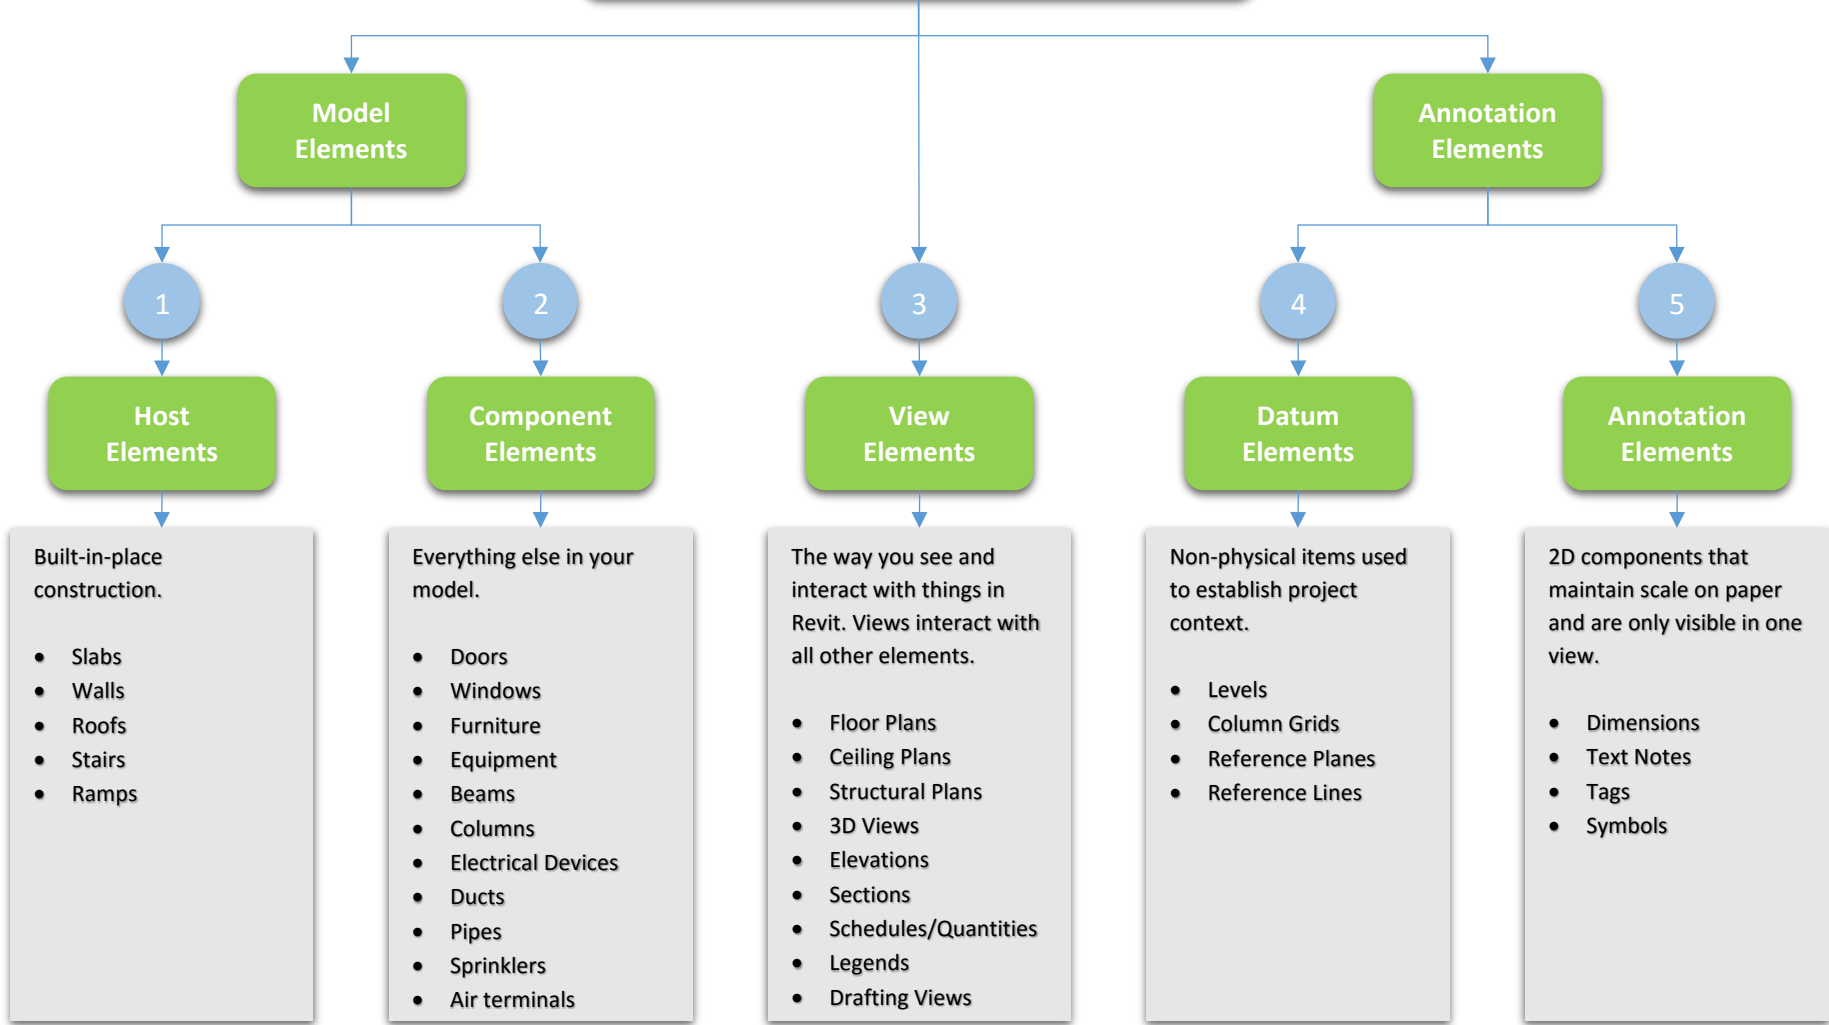 Model
Elements
Annotation
Elements
1
2
3
4
5
Host
Elements
Component
Elements
View
Elements
Datum
Elements
Annotation
Elements
Built-in-place
construction.
• Slabs
• Walls
• Roofs
• Stairs
• Ramps
Everything else in your
model.
• Doors
• Windows
• Furniture
• Equipment
• Beams
• Columns
• Electrical Devices
• Ducts
• Pipes
• Sprinklers
• Air terminals
The way you see and
interact with things in
Revit. Views interact with
all other elements.
• Floor Plans
• Ceiling Plans
• Structural Plans
• 3D Views
• Elevations
• Sections
• Schedules/Quantities
• Legends
• Drafting Views
Non-physical items used
to establish project
context.
• Levels
• Column Grids
• Reference Planes
• Reference Lines
2D components that
maintain scale on paper
and are only visible in one
view.
• Dimensions
• Text Notes
• Tags
• Symbols